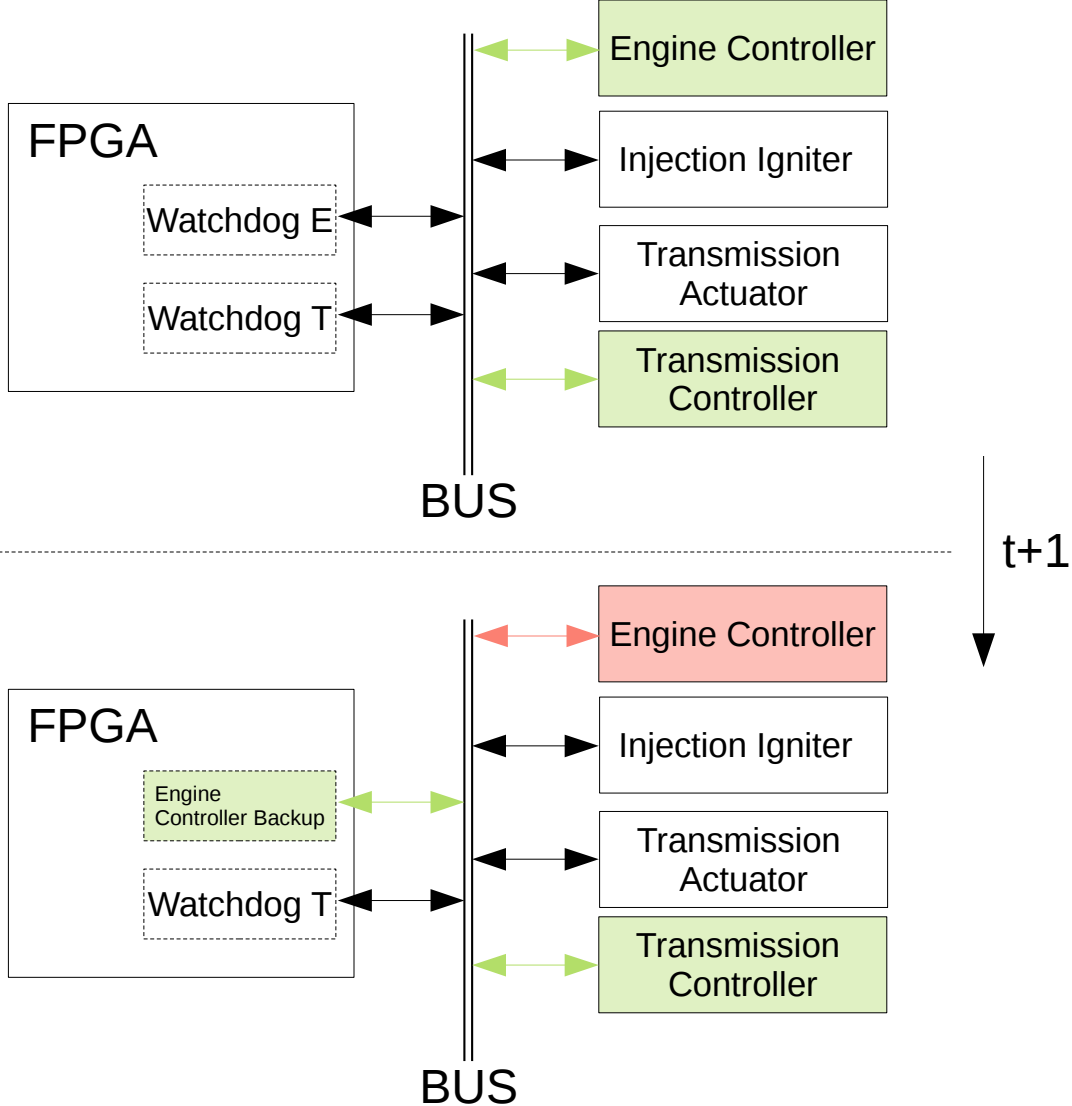 Engine Controller
FPGA
Injection Igniter
Watchdog E
Transmission
Actuator
Watchdog T
Transmission
Controller
BUS
t+1
Engine Controller
FPGA
Injection Igniter
Engine
Controller Backup
Transmission
Actuator
Watchdog T
Transmission
Controller
BUS